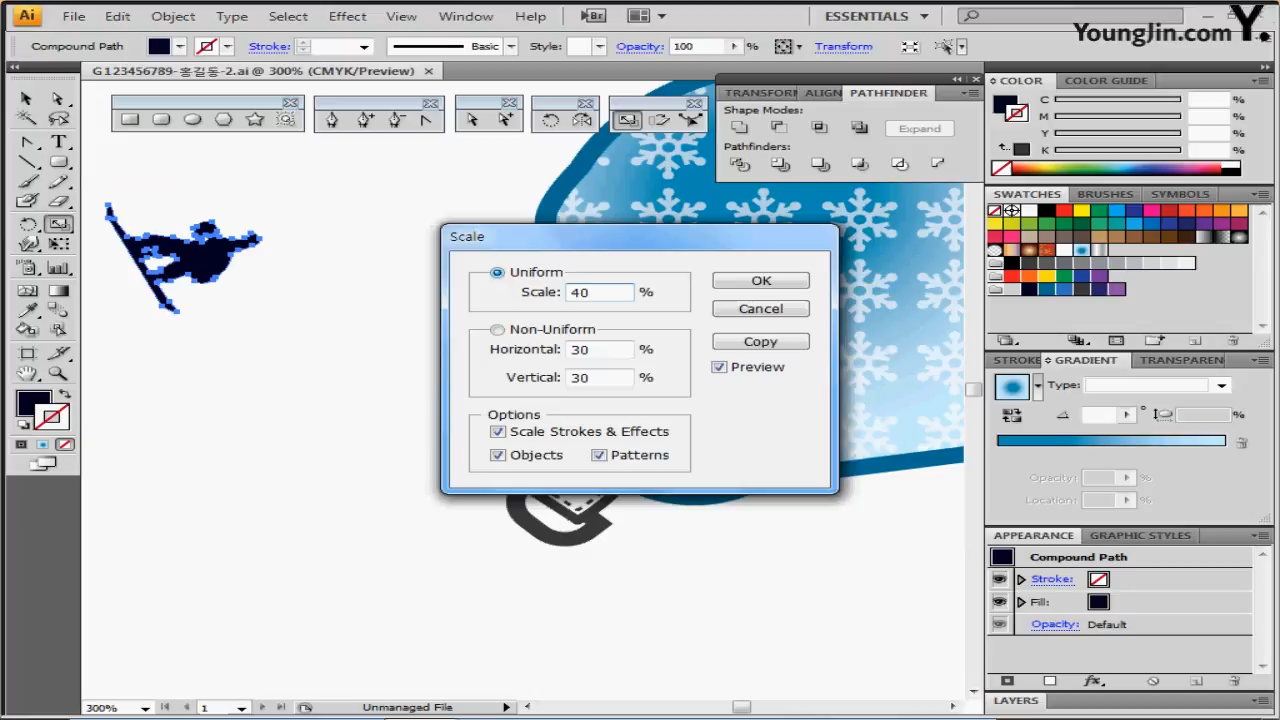 Ai File Edit Object Type Select Effect View Window Help Br ESSENTIALS
YoungJin.com Y.
Compound Path Stroke: Basic Style: Opacity: 100 % Transform
G123456789-홍길동-2.ai @ 300% (CMYK/Preview)
TRANSFORM ALIGN PATHFINDER
Shape Modes:
Expand
Pathfinders:
COLOR COLOR GUIDE
C %
M %
Y %
K %
SWATCHES BRUSHES SYMBOLS
Scale
Uniform
Scale: 40 %
Non-Uniform
Horizontal: 30 %
Vertical: 30 %
Options
Scale Strokes & Effects
Objects Patterns
OK
Cancel
Copy
Preview
STROKE GRADIENT TRANSPAREN
Type:
° %
Opacity: %
Location: %
APPEARANCE GRAPHIC STYLES
Compound Path
Stroke:
Fill:
Opacity: Default
fx
LAYERS
300% 1 Unmanaged File